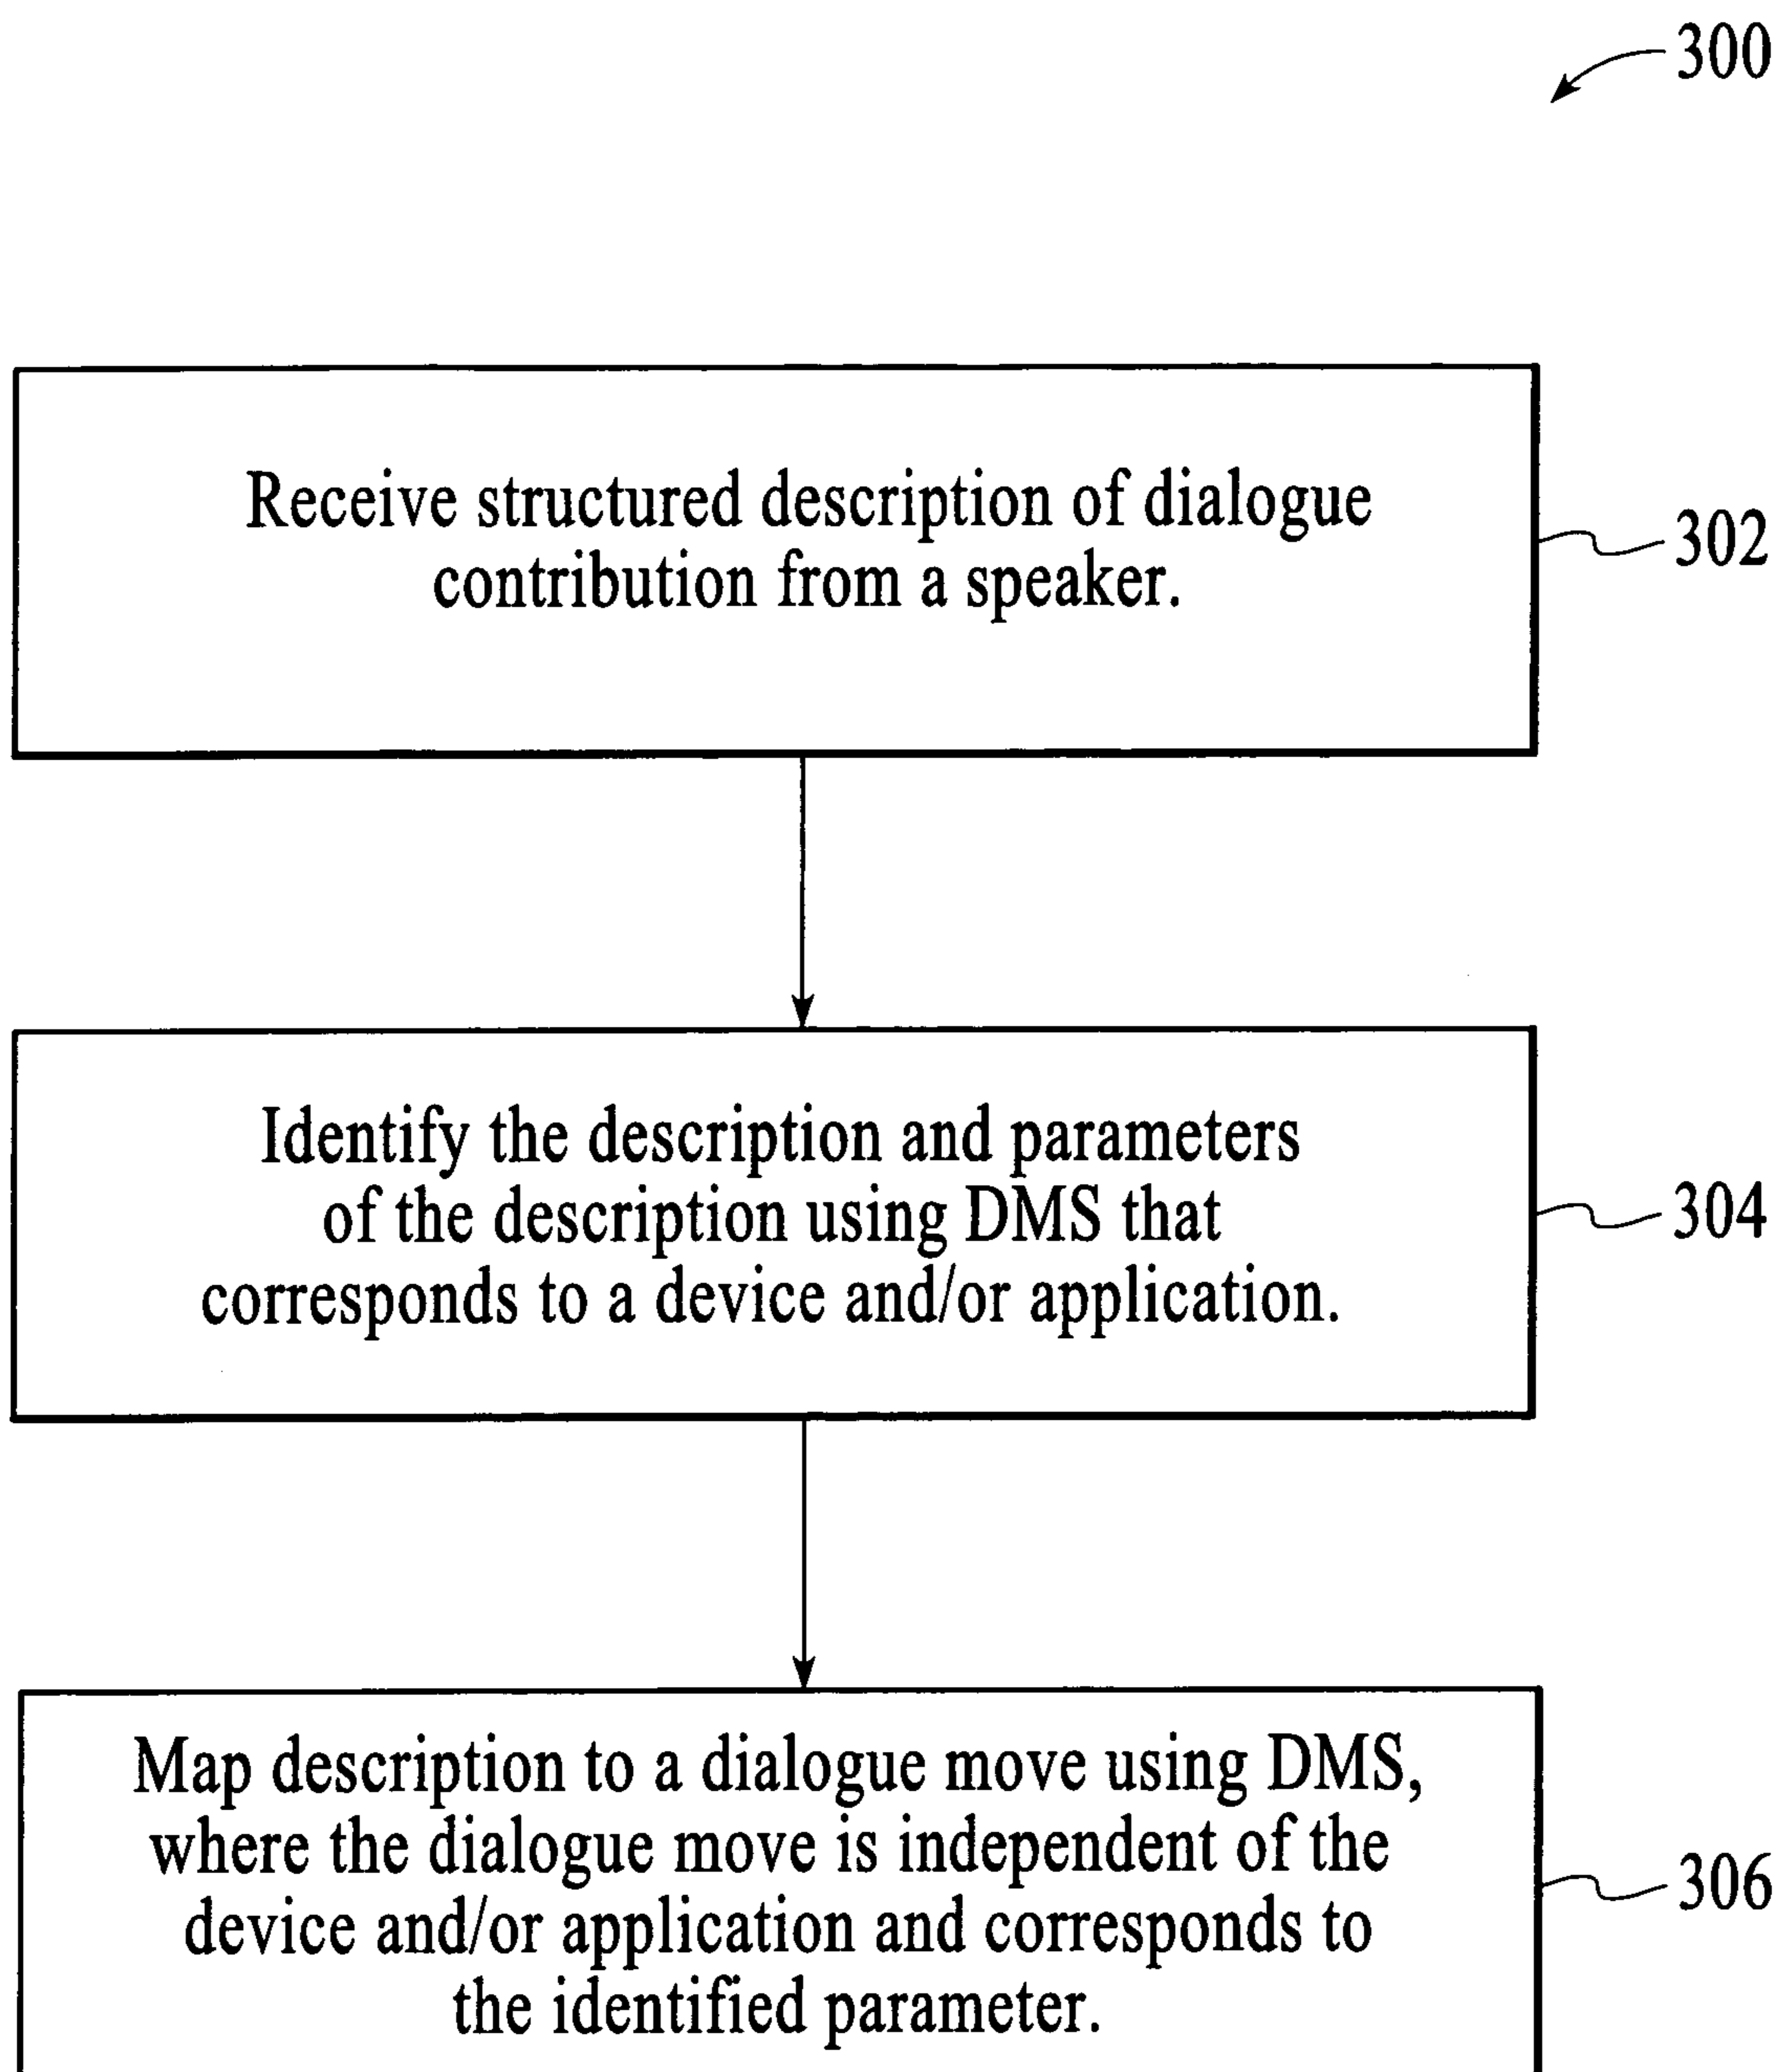 300
Receive structured description of dialogue
contribution from a speaker.
302
Identify the description and parameters
of the description using DMS that
corresponds to a device and/or application.
304
Map description to a dialogue move using DMS,
where the dialogue move is independent of the
device and/or application and corresponds to
the identified parameter.
306